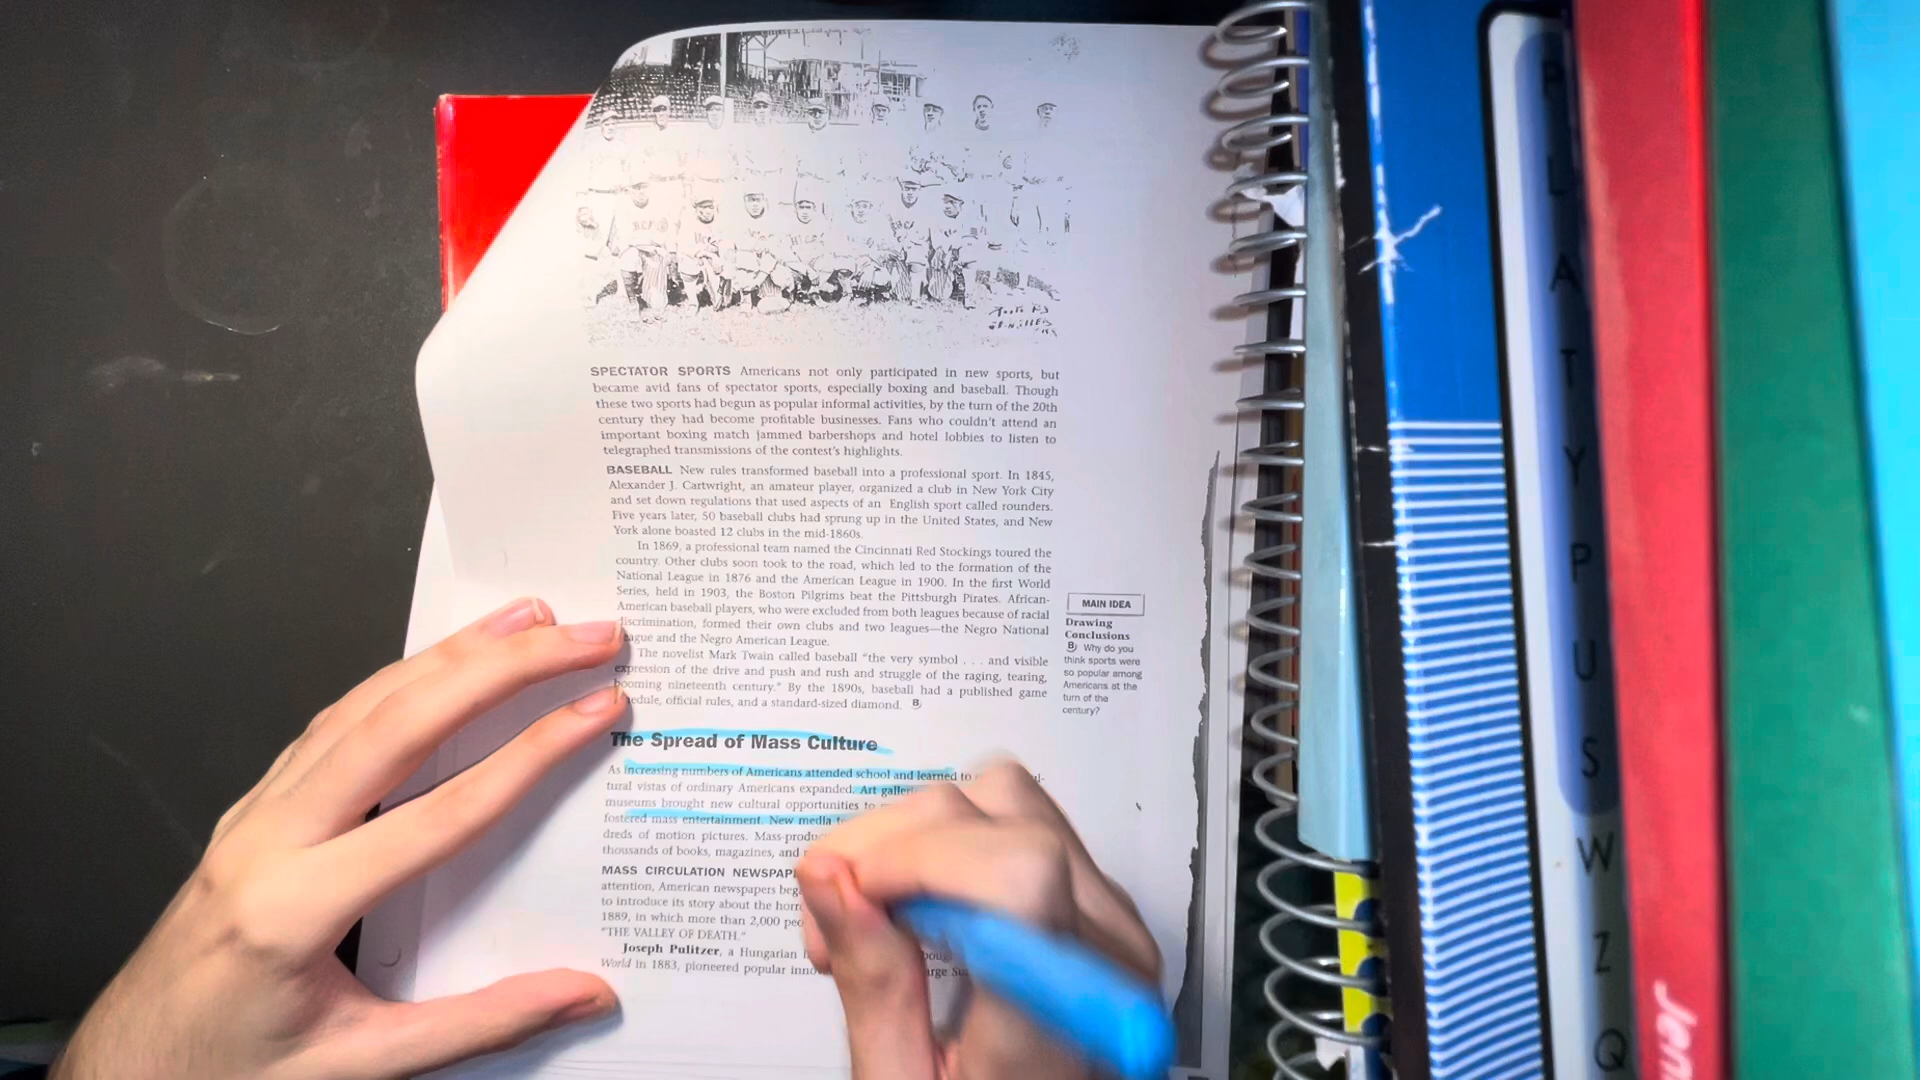 SPECTATOR SPORTS Americans not only participated in new sports, but
became avid fans of spectator sports, especially boxing and baseball. Though
these two sports had begun as popular informal activities, by the turn of the 20th
century they had become profitable businesses. Fans who couldn't attend an
important boxing match jammed barbershops and hotel lobbies to listen to
telegraphed transmissions of the contest's highlights.
BASEBALL New rules transformed baseball into a professional sport. In 1845,
Alexander J. Cartwright, an amateur player, organized a club in New York City
and set down regulations that used aspects of an English sport called rounders.
Five years later, 50 baseball clubs had sprung up in the United States, and New
York alone boasted 12 clubs in the mid-1860s.
In 1869, a professional team named the Cincinnati Red Stockings toured the
country. Other clubs soon took to the road, which led to the formation of the
National League in 1876 and the American League in 1900. In the first World
Series, held in 1903, the Boston Pilgrims beat the Pittsburgh Pirates. African-
American baseball players, who were excluded from both leagues because of racial
discrimination, formed their own clubs and two leagues—the Negro National
eague and the Negro American League.
The novelist Mark Twain called baseball "the very symbol . . . and visible
expression of the drive and push and rush and struggle of the raging, tearing,
booming nineteenth century." By the 1890s, baseball had a published game
hedule, official rules, and a standard-sized diamond. B
MAIN IDEA
Drawing
Conclusions
B Why do you
think sports were
so popular among
Americans at the
turn of the
century?
The Spread of Mass Culture
As increasing numbers of Americans attended school and learned to
tural vistas of ordinary Americans expanded. Art
museums brought new cultural opportunities to
fostered mass entertainment. New media
dreds of motion pictures.
thousands of books, magazines, and
MASS CIRCULATION
attention, American newspapers
to introduce its story about the
1889, in which more than 2,000
"THE VALLEY OF DEATH."
Joseph Pulitzer, a Hungarian
World in 1883, pioneered popular
PLATYPUS
W
Z
Q
Jenn